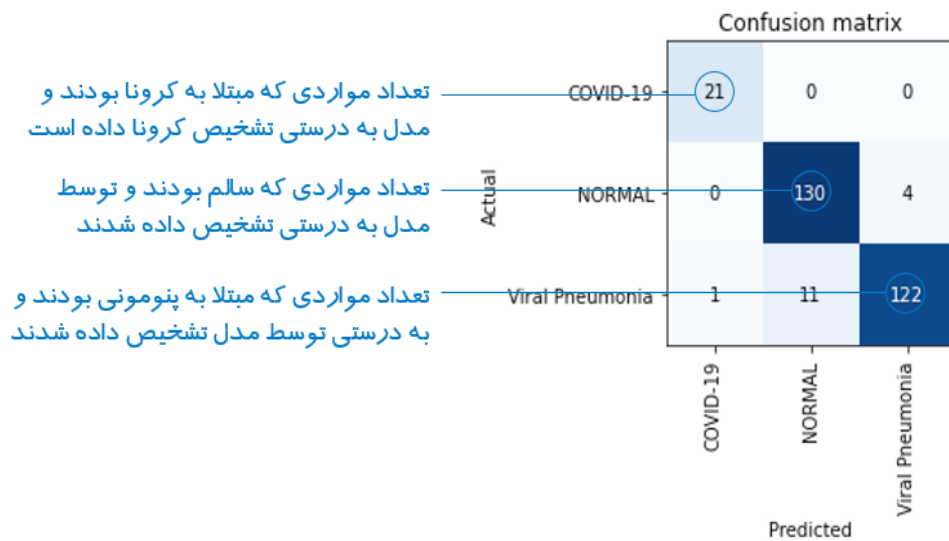 Confusion matrix
تعداد مواردی که مبتلا به کرونا بودند و
مدل به درستی تشخیص کرونا داده است
COVID-19
21 0 0
تعداد مواردی که سالم بودند و توسط
مدل به درستی تشخیص داده شدند
Actual
NORMAL
0 130 4
تعداد مواردی که مبتلا به پنومونی بودند و
به درستی توسط مدل تشخیص داده شدند
Viral Pneumonia
1 11 122
COVID-19
NORMAL
Viral Pneumonia
Predicted